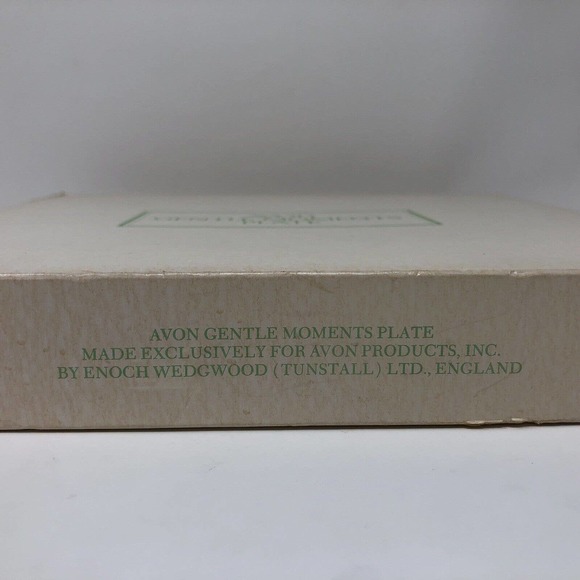 AVON GENTLE MOMENTS PLATE
MADE EXCLUSIVELY FOR AVON PRODUCTS, INC.
BY ENOCH WEDGWOOD (TUNSTALL) LTD., ENGLAND